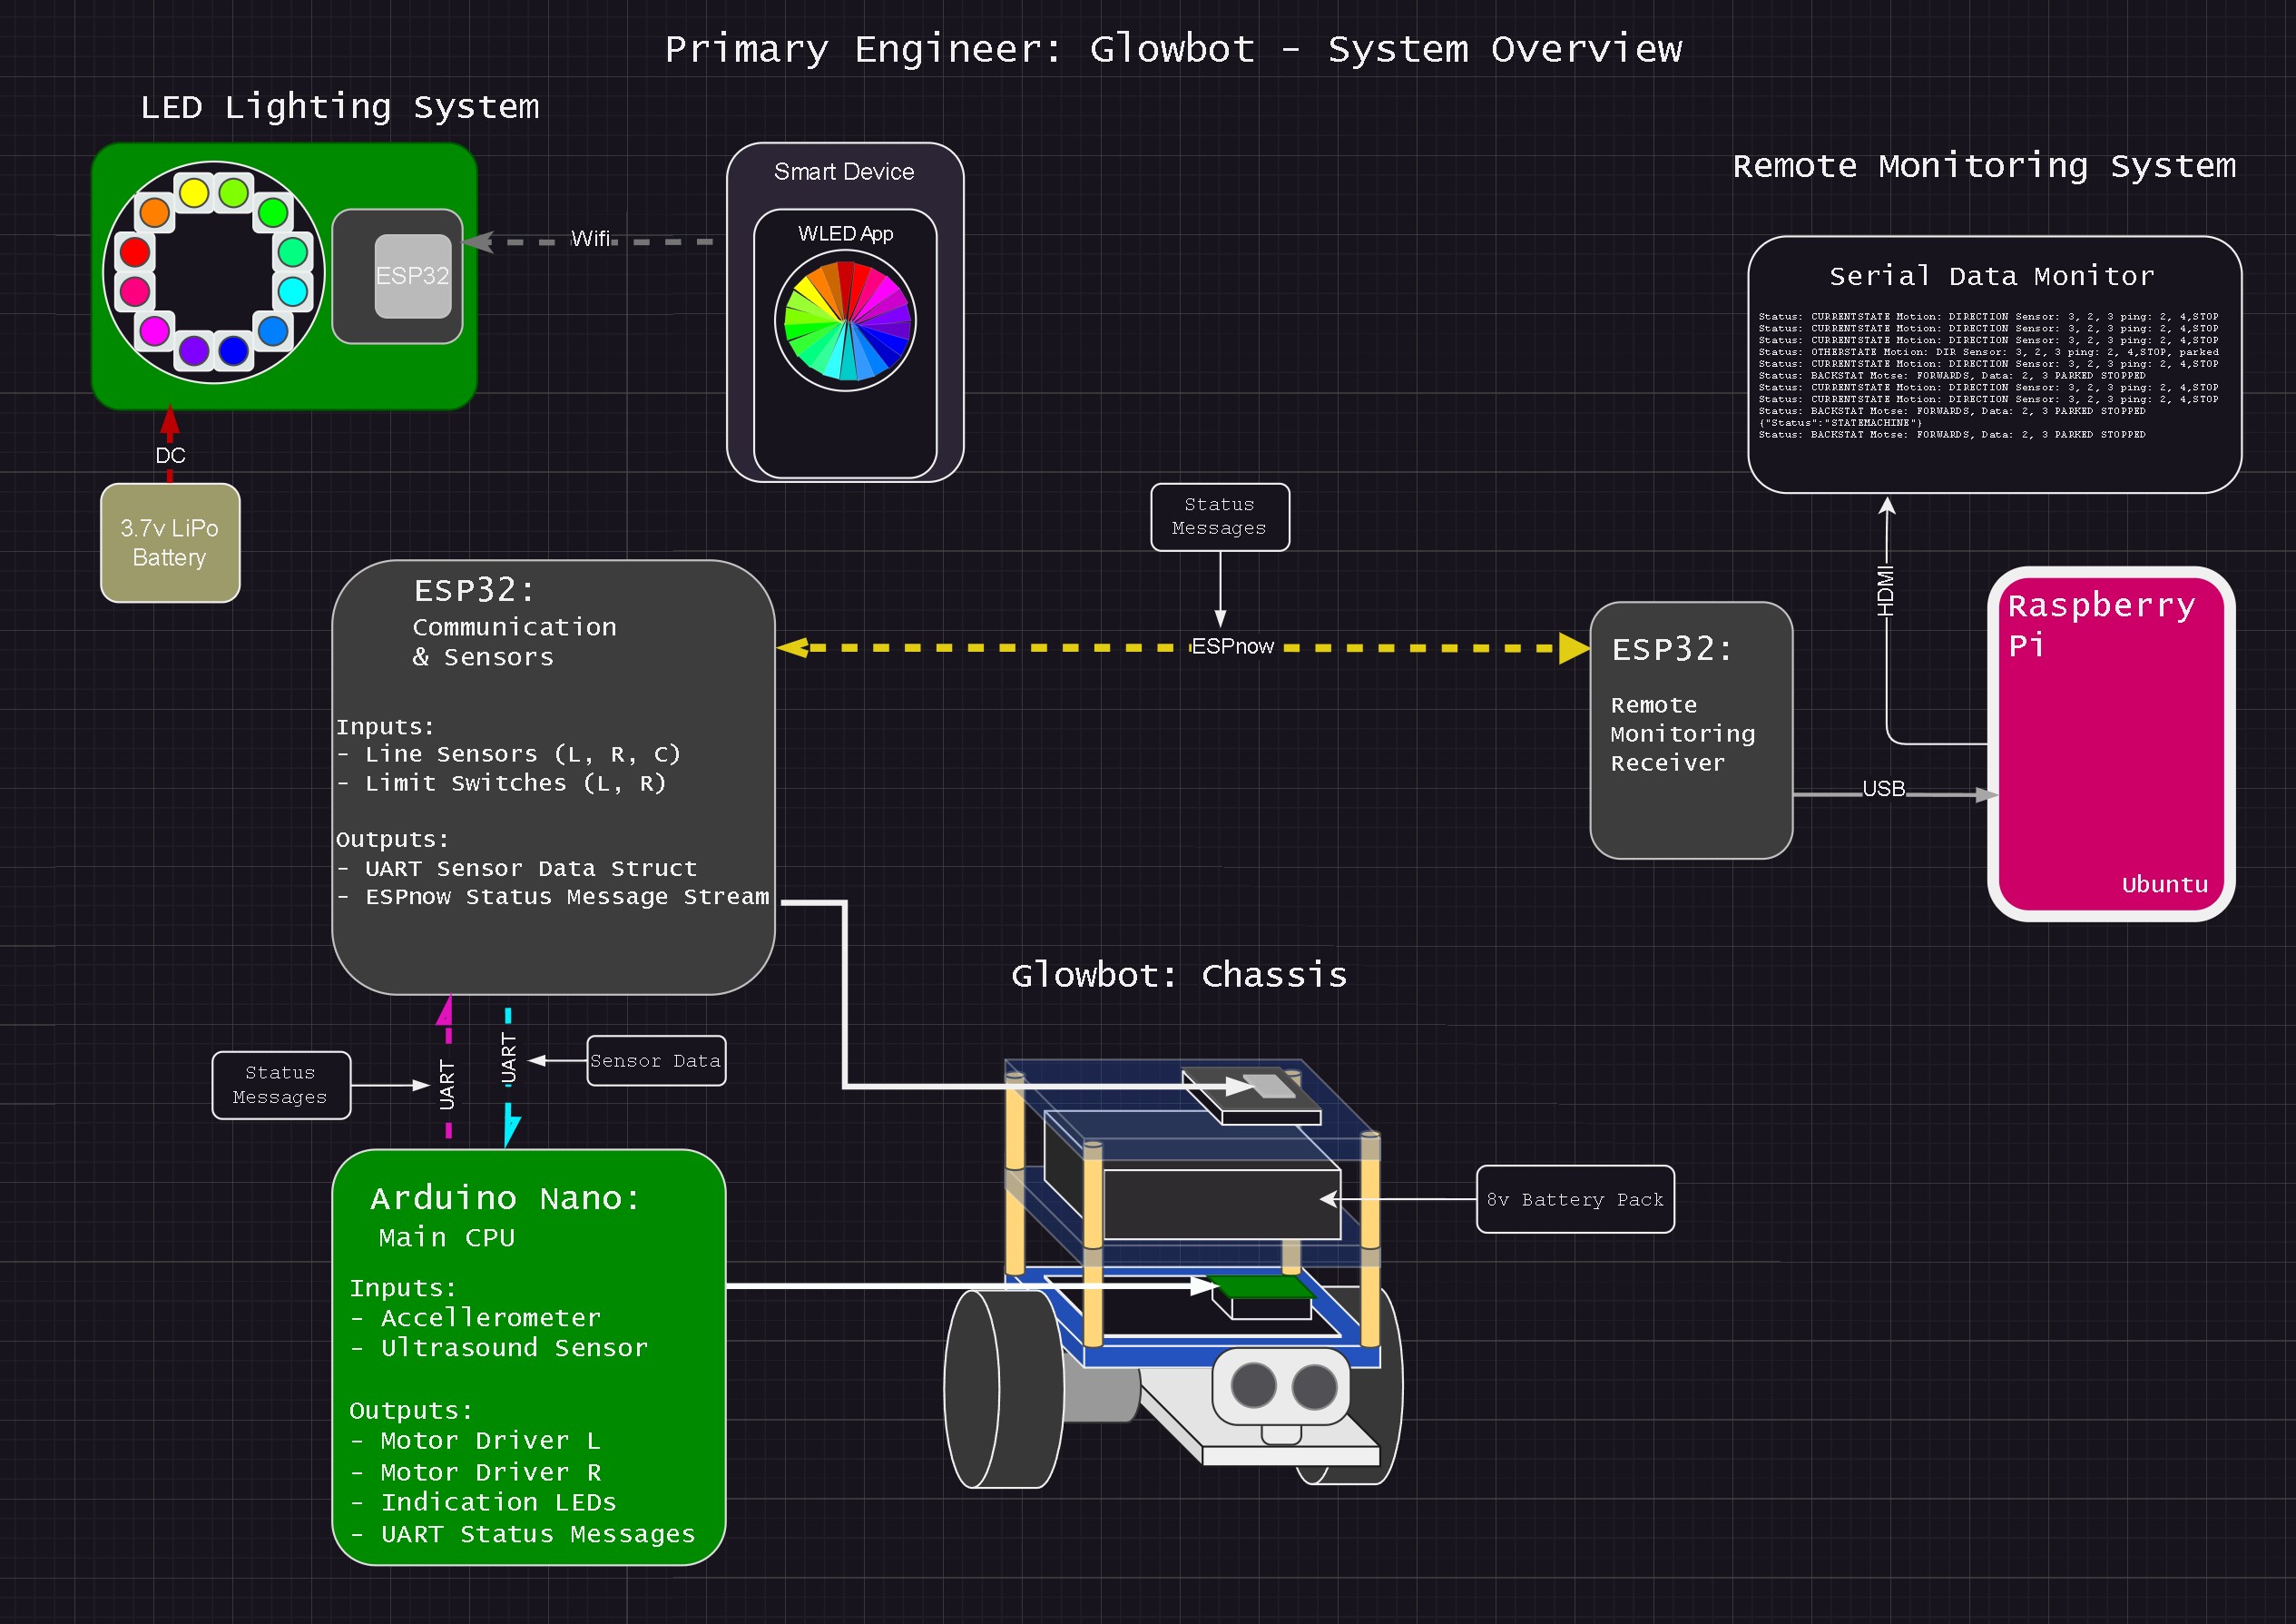 Primary Engineer: Glowbot - System Overview
LED Lighting System
ESP32
Wifi
Smart Device
WLED App
DC
3.7v LiPo
Battery
Remote Monitoring System
Serial Data Monitor
Status: CURRENTSTATE Motion: DIRECTION Sensor: 3, 2, 3 ping: 2, 4,STOP
Status: CURRENTSTATE Motion: DIRECTION Sensor: 3, 2, 3 ping: 2, 4,STOP
Status: CURRENTSTATE Motion: DIRECTION Sensor: 3, 2, 3 ping: 2, 4,STOP
Status: OTHERSTATE Motion: DIR Sensor: 3, 2, 3 ping: 2, 4,STOP, parked
Status: CURRENTSTATE Motion: DIRECTION Sensor: 3, 2, 3 ping: 2, 4,STOP
Status: BACKSTAT Motse: FORWARDS, Data: 2, 3 PARKED STOPPED
Status: CURRENTSTATE Motion: DIRECTION Sensor: 3, 2, 3 ping: 2, 4,STOP
Status: CURRENTSTATE Motion: DIRECTION Sensor: 3, 2, 3 ping: 2, 4,STOP
Status: BACKSTAT Motse: FORWARDS, Data: 2, 3 PARKED STOPPED
{"Status":"STATEMACHINE"}
Status: BACKSTAT Motse: FORWARDS, Data: 2, 3 PARKED STOPPED
Status
Messages
ESPnow
HDMI
ESP32:
Communication
& Sensors
Inputs:
- Line Sensors (L, R, C)
- Limit Switches (L, R)
Outputs:
- UART Sensor Data Struct
- ESPnow Status Message Stream
ESP32:
Remote
Monitoring
Receiver
USB
Raspberry
Pi
Ubuntu
Glowbot: Chassis
Status
Messages
UART
UART
Sensor Data
8v Battery Pack
Arduino Nano:
Main CPU
Inputs:
- Accellerometer
- Ultrasound Sensor
Outputs:
- Motor Driver L
- Motor Driver R
- Indication LEDs
- UART Status Messages